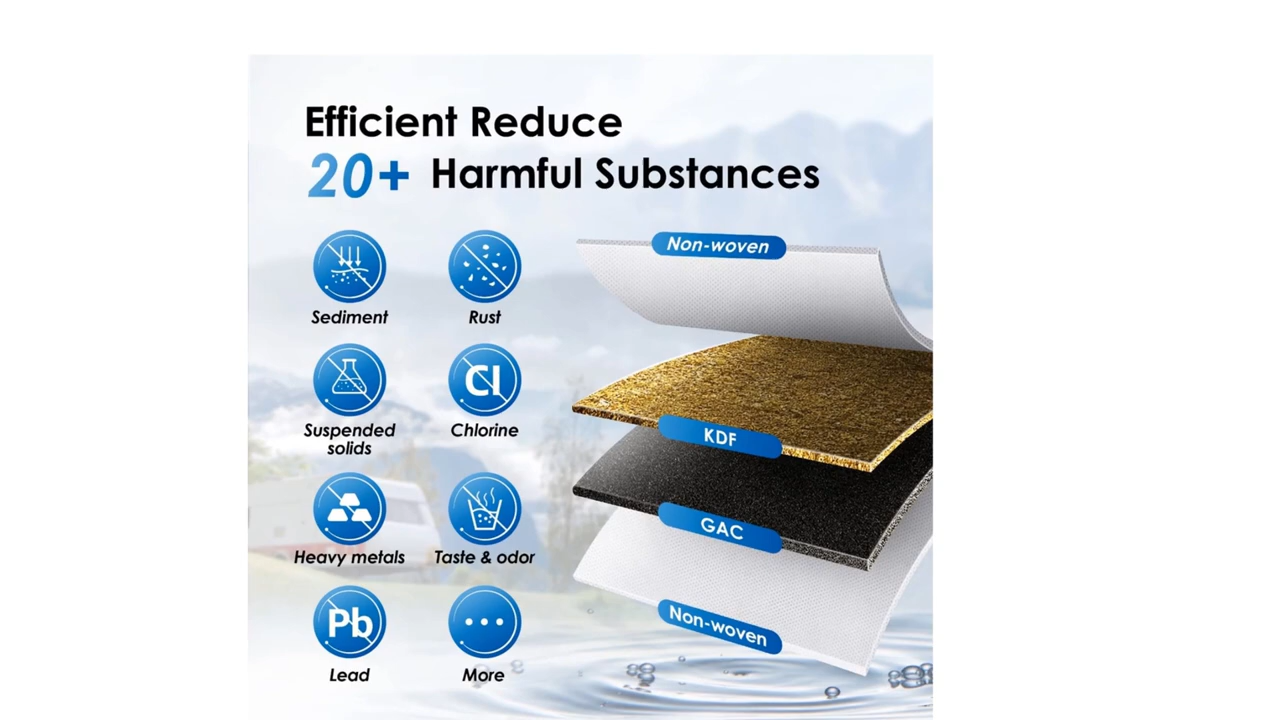 Efficient Reduce
20+ Harmful Substances
Sediment
Rust
Suspended
solids
Cl
Chlorine
Heavy metals
Taste & odor
Pb
Lead
More
Non-woven
KDF
GAC
Non-woven